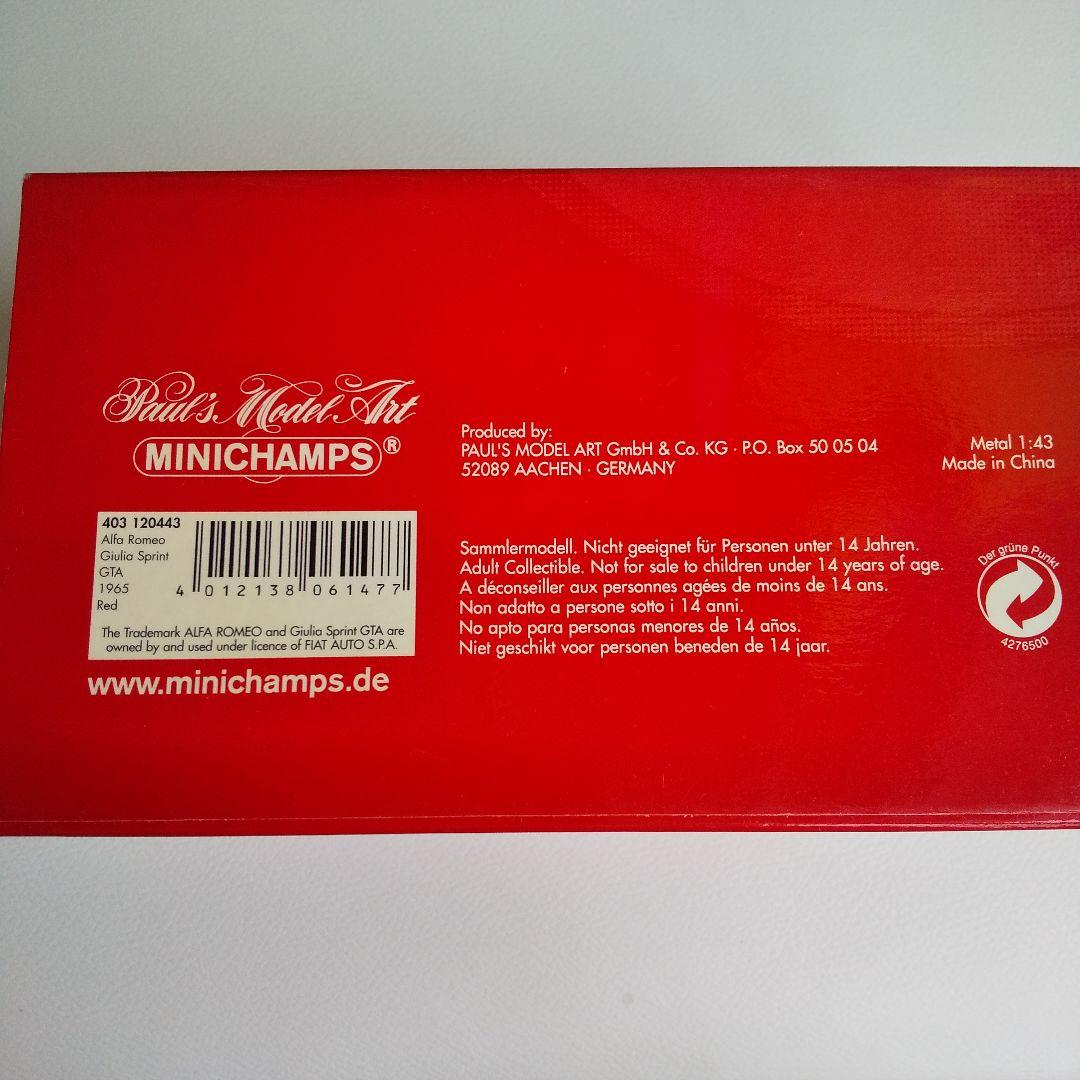 Paul's Model Art
MINICHAMPS®
Produced by:
PAUL'S MODEL ART GmbH & Co. KG · P.O. Box 50 05 04
52089 AACHEN · GERMANY
Metal 1:43
Made in China
403 120443
Alfa Romeo
Giulia Sprint
GTA
1965
Red
4 012138 061477
The Trademark ALFA ROMEO and Giulia Sprint GTA are
owned by and used under licence of FIAT AUTO S.P.A.
www.minichamps.de
Sammlermodell. Nicht geeignet für Personen unter 14 Jahren.
Adult Collectible. Not for sale to children under 14 years of age.
A déconseiller aux personnes agées de moins de 14 ans.
Non adatto a persone sotto i 14 anni.
No apto para personas menores de 14 años.
Niet geschikt voor personen beneden de 14 jaar.
Der grüne Punkt
4276500